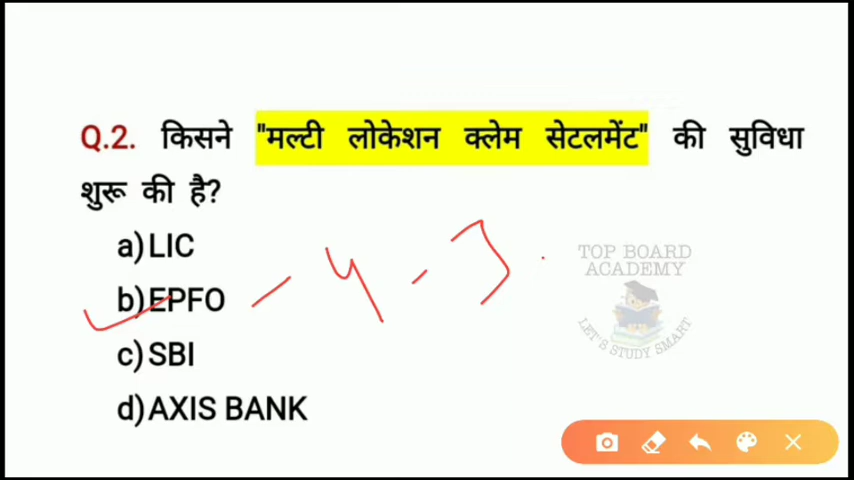 Q.2. किसने "मल्टी लोकेशन क्लेम सेटलमेंट" की सुविधा
शुरू की है?
a) LIC
b) EPFO
c) SBI
d) AXIS BANK
TOP BOARD
ACADEMY
LET'S STUDY SMART